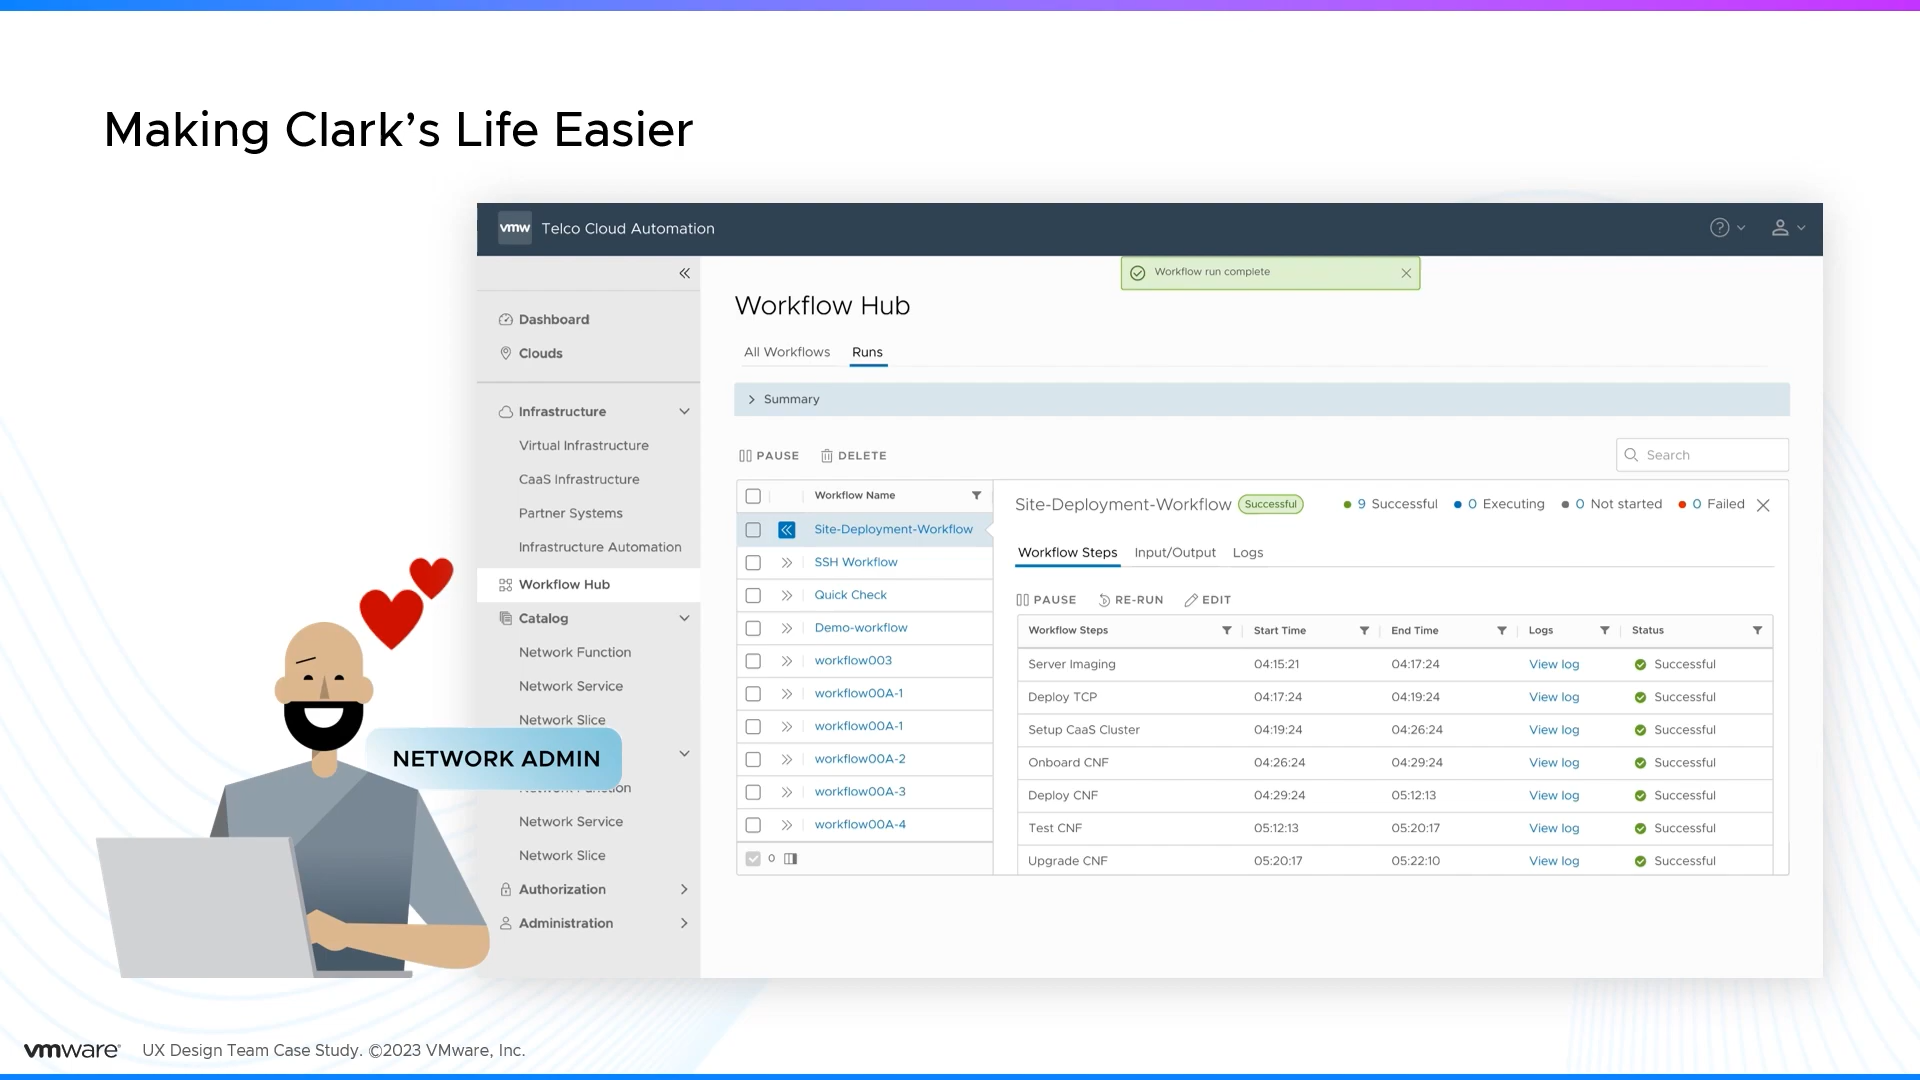 Making Clark’s Life Easier
vmw Telco Cloud Automation
Workflow run complete
Dashboard
Clouds
Infrastructure
Virtual Infrastructure
CaaS Infrastructure
Partner Systems
Infrastructure Automation
Workflow Hub
Catalog
Network Function
Network Service
Network Slice
NETWORK ADMIN
Network Function
Network Service
Network Slice
Authorization
Administration
Workflow Hub
All Workflows Runs
Summary
PAUSE DELETE
Search
Workflow Name
Site-Deployment-Workflow
SSH Workflow
Quick Check
Demo-workflow
workflow003
workflow00A-1
workflow00A-1
workflow00A-2
workflow00A-3
workflow00A-4
0
Site-Deployment-Workflow Successful 9 Successful 0 Executing 0 Not started 0 Failed
Workflow Steps Input/Output Logs
PAUSE RE-RUN EDIT
Workflow Steps Start Time End Time Logs Status
Server Imaging 04:15:21 04:17:24 View log Successful
Deploy TCP 04:17:24 04:19:24 View log Successful
Setup CaaS Cluster 04:19:24 04:26:24 View log Successful
Onboard CNF 04:26:24 04:29:24 View log Successful
Deploy CNF 04:29:24 05:12:13 View log Successful
Test CNF 05:12:13 05:20:17 View log Successful
Upgrade CNF 05:20:17 05:22:10 View log Successful
vmware UX Design Team Case Study. ©2023 VMware, Inc.